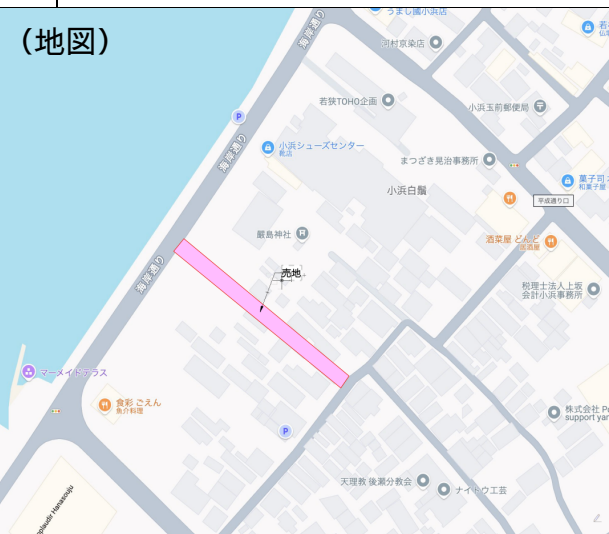 (地図)
うまし國小浜店
海岸通り
河村京染店
若狭TOHO企画
P
小浜玉前郵便局
海岸通り
小浜シューズセンター
靴店
まつざき晃治事務所
小浜白鬚
菓子司
和菓子屋
平成通り口
嚴島神社
酒菜屋 どんど
居酒屋
売地
海岸通り
税理士法人上坂
会計小浜事務所
マーメイドテラス
食彩 ごえん
魚介料理
株式会社 Po
support yar
P
天理教 後瀬分教会
ナイトウ工芸
plaudir Hanasouju